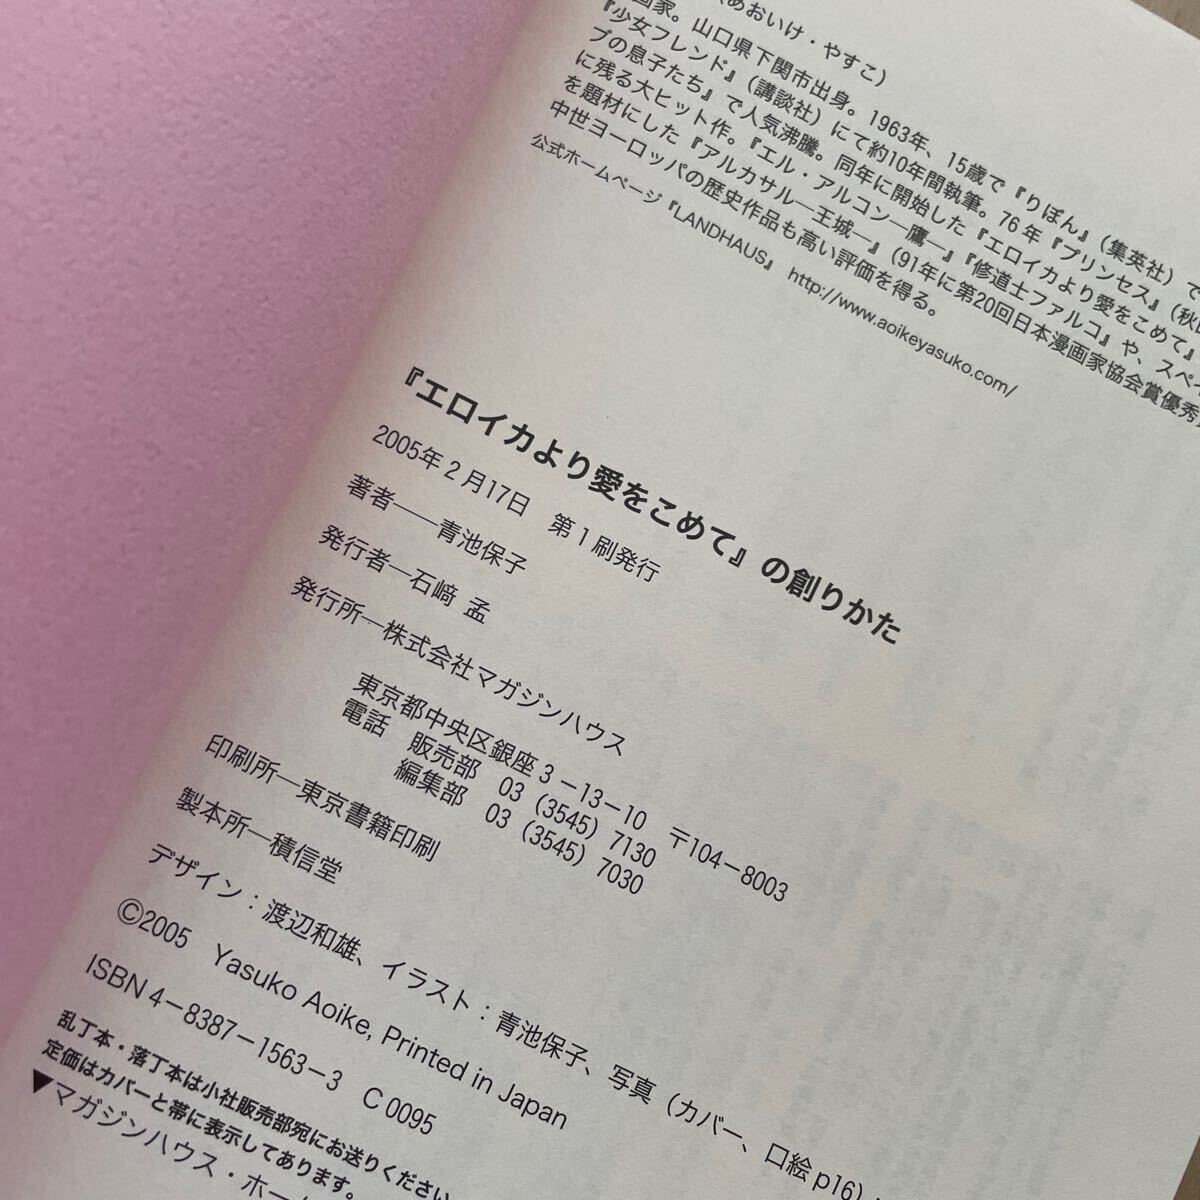 （あおいけ・やすこ）
画家。山口県下関市出身。1963年、15歳で『りぼん』（集英社）で
『少女フレンド』（講談社）にて約10年間執筆。76年『プリンセス』（秋田
ブの息子たち』で人気沸騰。同年に開始した『エロイカより愛をこめて』
に残る大ヒット作。『エル・アルコン―鷹―』『修道士ファルコ』や、スペイ
を題材にした『アルカサル―王城―』（91年に第20回日本漫画家協会賞優秀
中世ヨーロッパの歴史作品も高い評価を得る。
公式ホームページ『LANDHAUS』 http://www.aoikeyasuko.com/
『エロイカより愛をこめて』の創りかた
2005年2月17日　第1刷発行
著者──青池保子
発行者─石﨑 孟
発行所─株式会社マガジンハウス
東京都中央区銀座3－13－10　〒104－8003
電話　販売部　03（3545）7130
編集部　03（3545）7030
印刷所─東京書籍印刷
製本所─積信堂
デザイン：渡辺和雄、イラスト：青池保子、写真（カバー、口絵p16）：
©2005　Yasuko Aoike, Printed in Japan
ISBN4－8387－1563－3　C0095
乱丁本・落丁本は小社販売部宛にお送りください
定価はカバーと帯に表示してあります。
▼マガジンハウス・ホーム